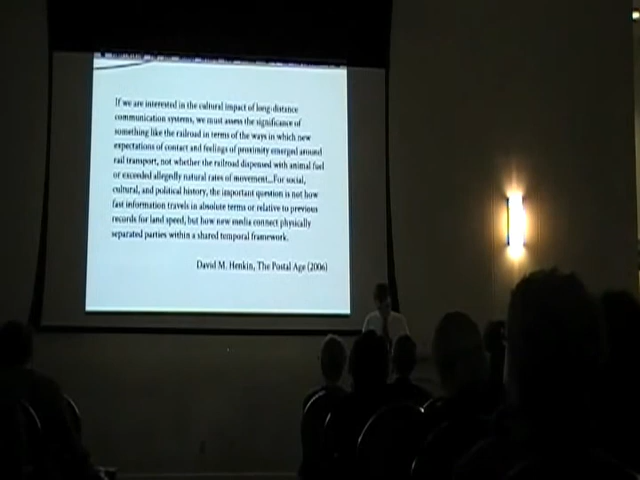 If we are interested in the cultural impact of long-distance
communication systems, we must assess the significance of
something like the railroad in terms of the ways in which new
expectations of contact and feelings of proximity emerged around
rail transport, not whether the railroad dispensed with animal fuel
or exceeded allegedly natural rates of movement...For social,
cultural, and political history, the important question is not how
fast information travels in absolute terms or relative to previous
records for land speed, but how new media connect physically
separated parties within a shared temporal framework.
David M. Henkin, The Postal Age (2006)